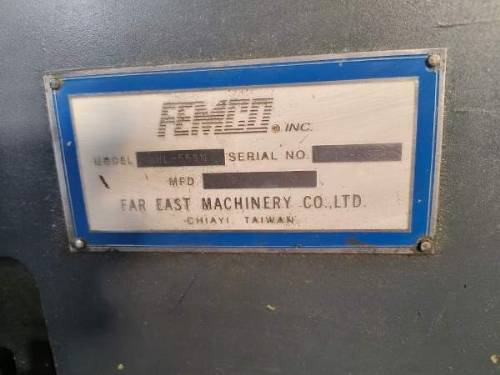 FEMCO ® INC.
MODEL SERIAL NO.
MFD
FAR EAST MACHINERY CO.,LTD.
CHIAYI, TAIWAN